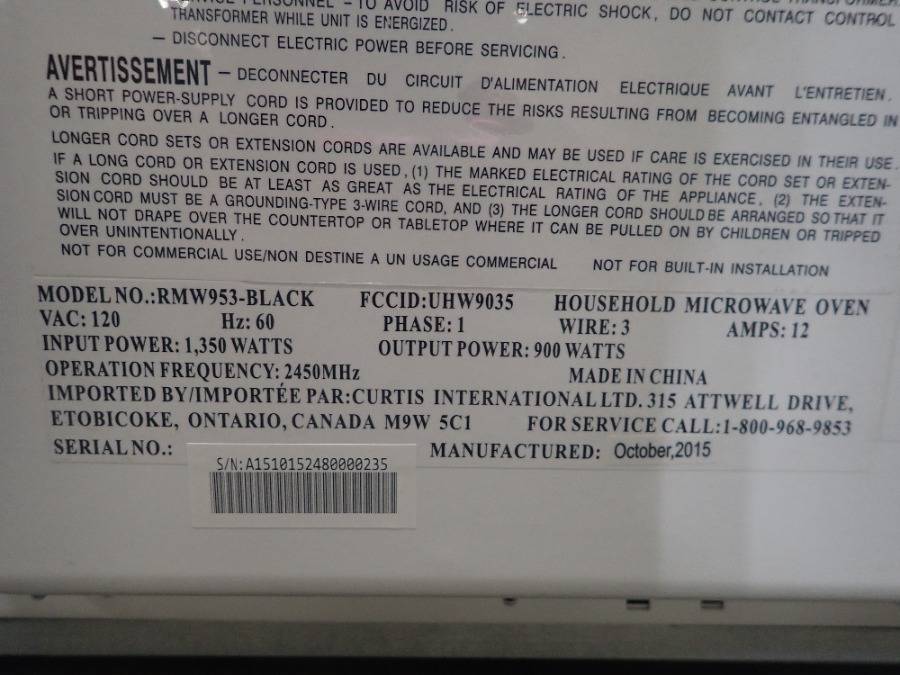 TO AVOID RISK OF ELECTRIC SHOCK, DO NOT CONTACT CONTROL
TRANSFORMER WHILE UNIT IS ENERGIZED.
— DISCONNECT ELECTRIC POWER BEFORE SERVICING.
AVERTISSEMENT — DECONNECTER DU CIRCUIT D'ALIMENTATION ELECTRIQUE AVANT L'ENTRETIEN.
A SHORT POWER-SUPPLY CORD IS PROVIDED TO REDUCE THE RISKS RESULTING FROM BECOMING ENTANGLED IN
OR TRIPPING OVER A LONGER CORD.
LONGER CORD SETS OR EXTENSION CORDS ARE AVAILABLE AND MAY BE USED IF CARE IS EXERCISED IN THEIR USE.
IF A LONG CORD OR EXTENSION CORD IS USED, (1) THE MARKED ELECTRICAL RATING OF THE CORD SET OR EXTEN-
SION CORD SHOULD BE AT LEAST AS GREAT AS THE ELECTRICAL RATING OF THE APPLIANCE, (2) THE EXTEN-
SION CORD MUST BE A GROUNDING-TYPE 3-WIRE CORD, AND (3) THE LONGER CORD SHOULD BE ARRANGED SO THAT IT
WILL NOT DRAPE OVER THE COUNTERTOP OR TABLETOP WHERE IT CAN BE PULLED ON BY CHILDREN OR TRIPPED
OVER UNINTENTIONALLY.
NOT FOR COMMERCIAL USE/NON DESTINE A UN USAGE COMMERCIAL NOT FOR BUILT-IN INSTALLATION
MODEL NO.:RMW953-BLACK FCCID:UHW9035 HOUSEHOLD MICROWAVE OVEN
VAC: 120 Hz: 60 PHASE: 1 WIRE: 3 AMPS: 12
INPUT POWER: 1,350 WATTS OUTPUT POWER: 900 WATTS
OPERATION FREQUENCY: 2450MHz MADE IN CHINA
IMPORTED BY/IMPORTÉE PAR:CURTIS INTERNATIONAL LTD. 315 ATTWELL DRIVE,
ETOBICOKE, ONTARIO, CANADA M9W 5C1 FOR SERVICE CALL:1-800-968-9853
SERIAL NO.: MANUFACTURED: October,2015
S/N:A1510152480000235